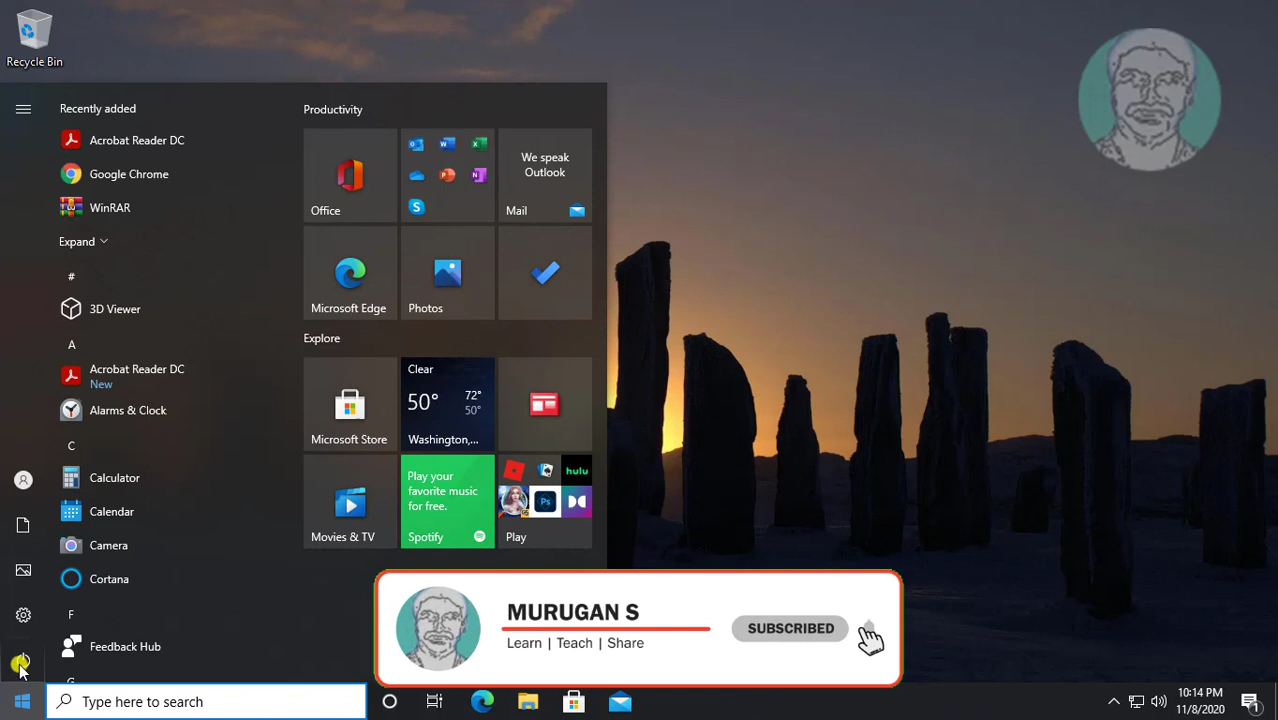 Recycle Bin
Recently added
Acrobat Reader DC
Google Chrome
WinRAR
Expand
#
3D Viewer
A
Acrobat Reader DC
New
Alarms & Clock
C
Calculator
Calendar
Camera
Cortana
F
Feedback Hub
Productivity
Office
We speak
Outlook
Mail
Microsoft Edge
Photos
Explore
Microsoft Store
Clear
50° 72°
50°
Washington,...
Movies & TV
Play your
favorite music
for free.
Spotify
hulu
Ps
Play
MURUGAN S
Learn | Teach | Share
SUBSCRIBED
Type here to search
10:14 PM
11/8/2020
1